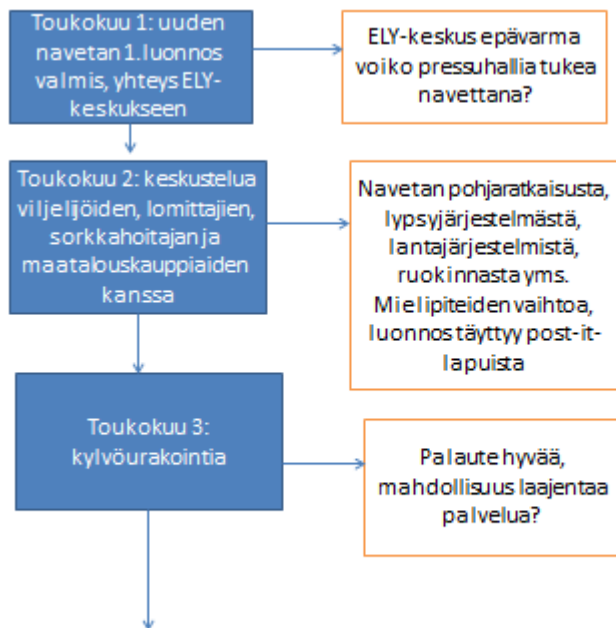 Toukokuu 1: uuden
navetan 1.luonnos
valmis, yhteys ELY-
keskukseen
ELY-keskus epävarma
voiko pressuhallia tukea
navettana?
Toukokuu 2: keskustelua
viljelijöiden, lomittajien,
sorkkahoitajan ja
maatalouskauppiaiden
kanssa
Navetan pohjaratkaisusta,
lypsyjärjestelmästä,
lantajärjestelmistä,
ruokinnasta yms.
Mielipiteiden vaihtoa,
luonnos täyttyy post-it-
lapuista
Toukokuu 3:
kylvöurakointia
Palaute hyvää,
mahdollisuus laajentaa
palvelua?